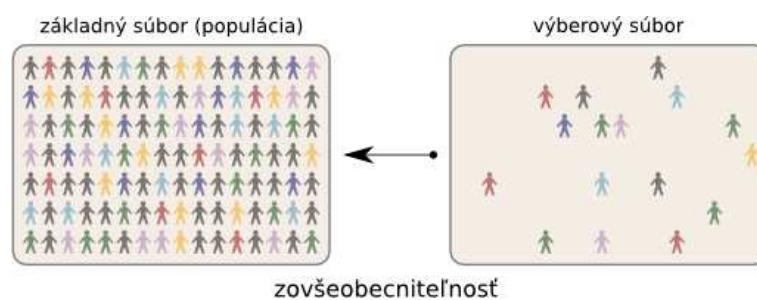 základný súbor (populácia)
výberový súbor
zovšeobecniteľnosť